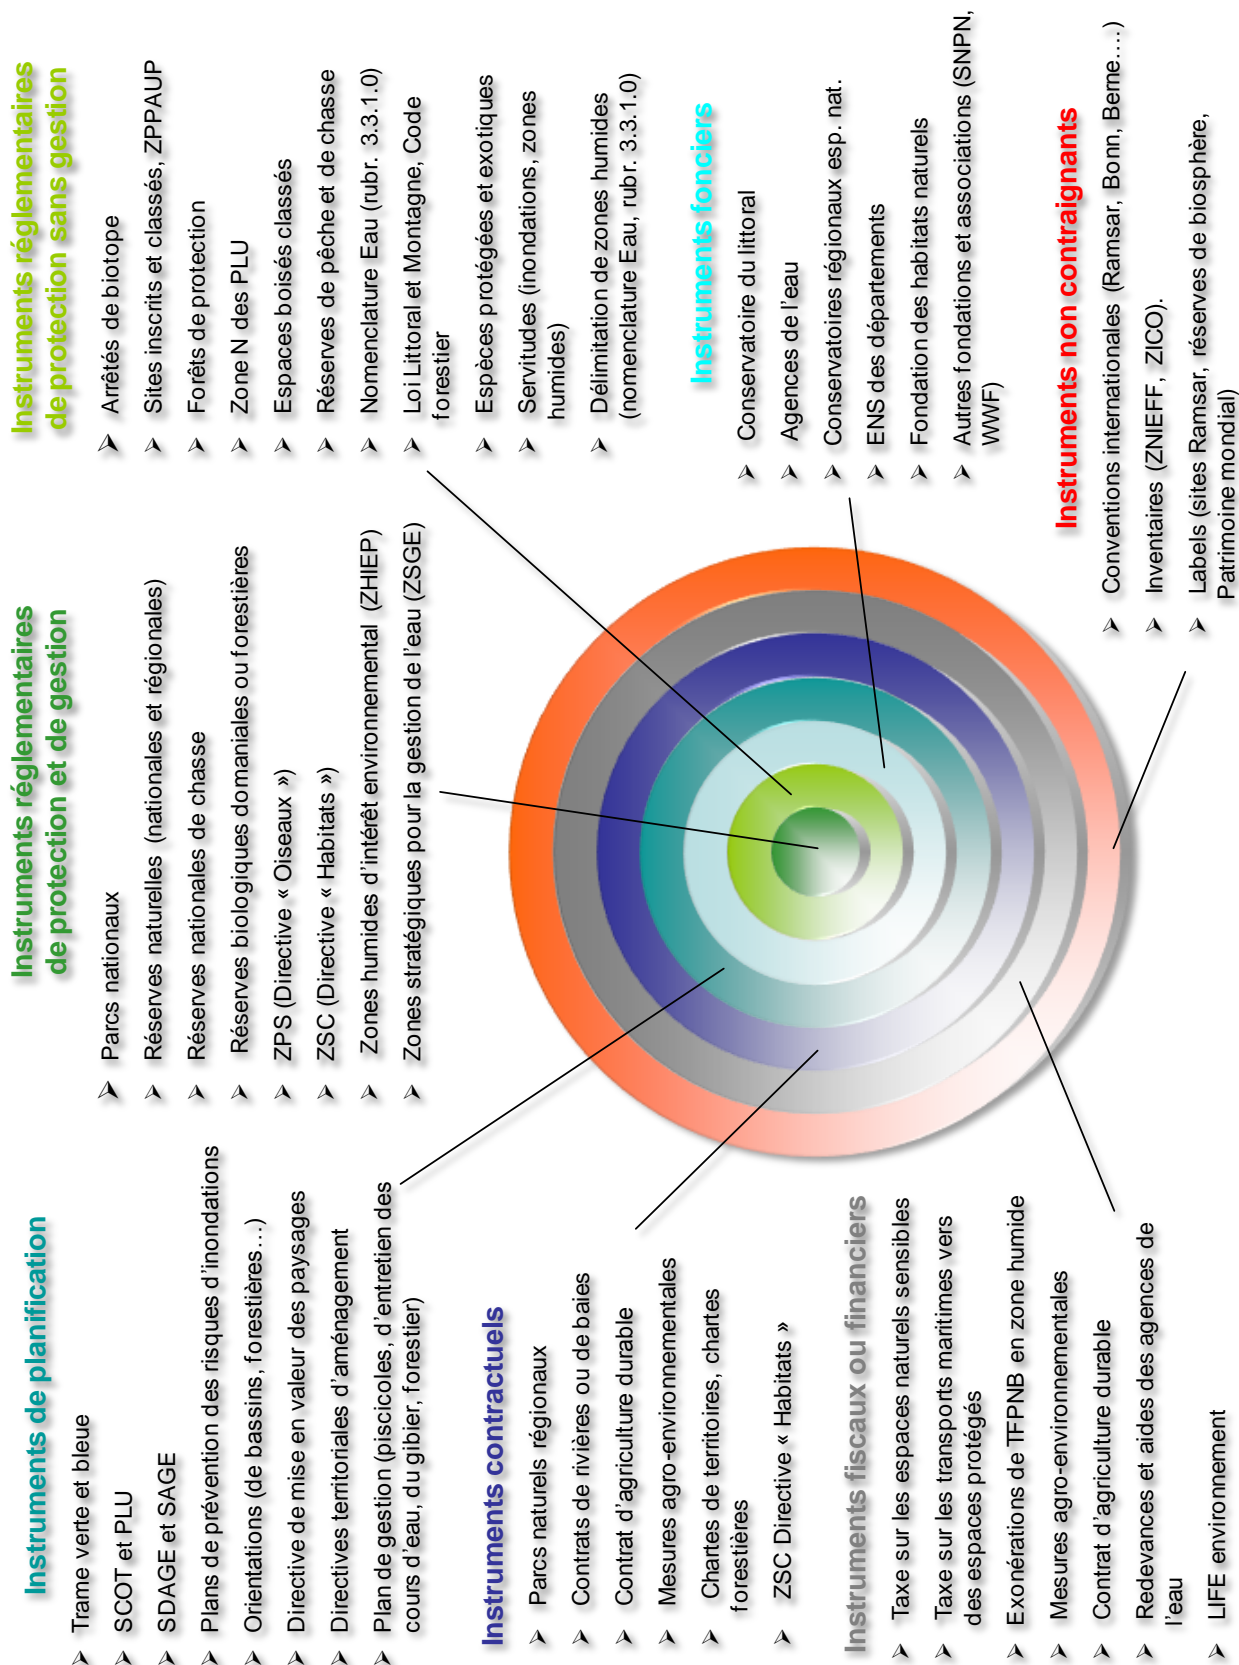 Instruments de planification
Trame verte et bleue
SCOT et PLU
SDAGE et SAGE
Plans de prévention des risques d'inondations
Orientations (de bassins, forestières…)
Directive de mise en valeur des paysages
Directives territoriales d'aménagement
Plan de gestion (piscicoles, d'entretien des
cours d'eau, du gibier, forestier)
Instruments réglementaires
de protection et de gestion
Parcs nationaux
Réserves naturelles (nationales et régionales)
Réserves nationales de chasse
Réserves biologiques domaniales ou forestières
ZPS (Directive « Oiseaux »)
ZSC (Directive « Habitats »)
Zones humides d'intérêt environnemental (ZHIEP)
Zones stratégiques pour la gestion de l'eau (ZSGE)
Instruments réglementaires
de protection sans gestion
Arrêtés de biotope
Sites inscrits et classés, ZPPAUP
Forêts de protection
Zone N des PLU
Espaces boisés classés
Réserves de pêche et de chasse
Nomenclature Eau (rubr. 3.3.1.0)
Loi Littoral et Montagne, Code
forestier
Espèces protégées et exotiques
Servitudes (inondations, zones
humides)
Délimitation de zones humides
(nomenclature Eau, rubr. 3.3.1.0)
Instruments contractuels
Parcs naturels régionaux
Contrats de rivières ou de baies
Contrat d'agriculture durable
Mesures agro-environnementales
Chartes de territoires, chartes
forestières
ZSC Directive « Habitats »
Instruments fonciers
Conservatoire du littoral
Agences de l'eau
Conservatoires régionaux esp. nat.
ENS des départements
Fondation des habitats naturels
Autres fondations et associations (SNPN,
WWF)
Instruments fiscaux ou financiers
Taxe sur les espaces naturels sensibles
Taxe sur les transports maritimes vers
des espaces protégés
Exonérations de TFPNB en zone humide
Mesures agro-environnementales
Contrat d'agriculture durable
Redevances et aides des agences de
l'eau
LIFE environnement
Instruments non contraignants
Conventions internationales (Ramsar, Bonn, Berne…)
Inventaires (ZNIEFF, ZICO).
Labels (sites Ramsar, réserves de biosphère,
Patrimoine mondial)